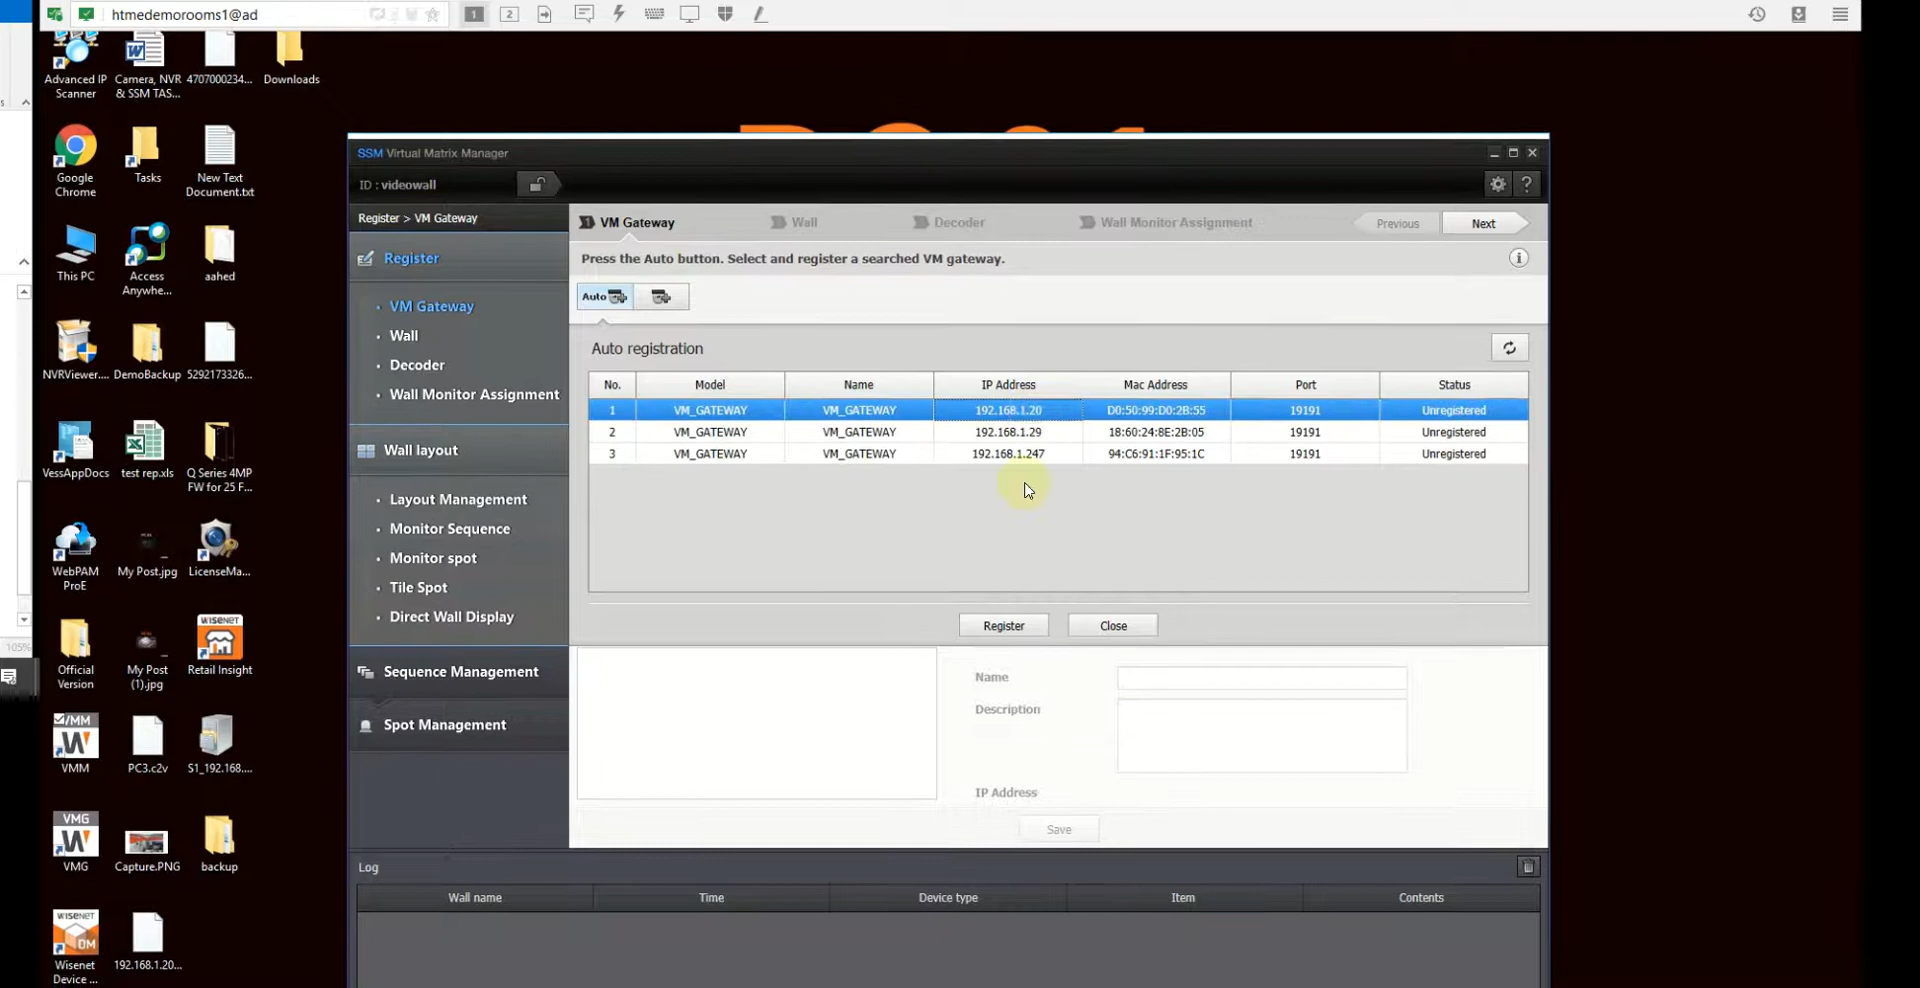 htmedemorooms1@ad
1
2
Advanced IP
Scanner
Camera, NVR
& SSM TAS...
4707000234...
Downloads
Google
Chrome
Tasks
New Text
Document.txt
This PC
Access
Anywhe...
aahed
NVRViewer....
DemoBackup
5292173326...
VessAppDocs
test rep.xls
Q Series 4MP
FW for 25 F...
WebPAM
ProE
My Post.jpg
LicenseMa...
Official
Version
My Post
(1).jpg
WISENET
Retail Insight
/MM
VMM
PC3.c2v
S1_192.168....
VMG
VMG
Capture.PNG
backup
WISENET
DM
Wisenet
Device ...
192.168.1.20...
105%
SSM Virtual Matrix Manager
ID : videowall
Register > VM Gateway
Register
VM Gateway
Wall
Decoder
Wall Monitor Assignment
Wall layout
Layout Management
Monitor Sequence
Monitor spot
Tile Spot
Direct Wall Display
Sequence Management
Spot Management
VM Gateway
Wall
Decoder
Wall Monitor Assignment
Previous
Next
Press the Auto button. Select and register a searched VM gateway.
Auto
Auto registration
No. Model Name IP Address Mac Address Port Status
1 VM_GATEWAY VM_GATEWAY 192.168.1.20 D0:50:99:D0:2B:55 19191 Unregistered
2 VM_GATEWAY VM_GATEWAY 192.168.1.29 18:60:24:8E:2B:05 19191 Unregistered
3 VM_GATEWAY VM_GATEWAY 192.168.1.247 94:C6:91:1F:95:1C 19191 Unregistered
Register
Close
Name
Description
IP Address
Save
Log
Wall name Time Device type Item Contents